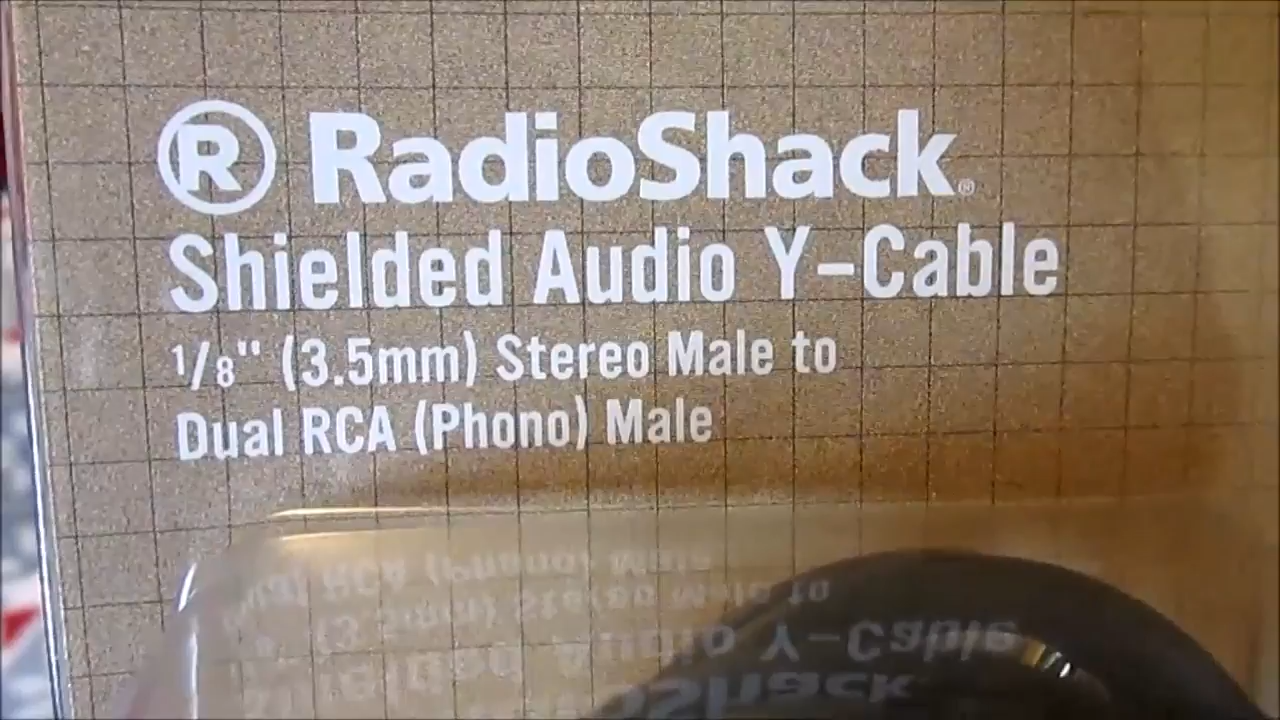 ® RadioShack®
Shielded Audio Y-Cable
1/8" (3.5mm) Stereo Male to
Dual RCA (Phono) Male